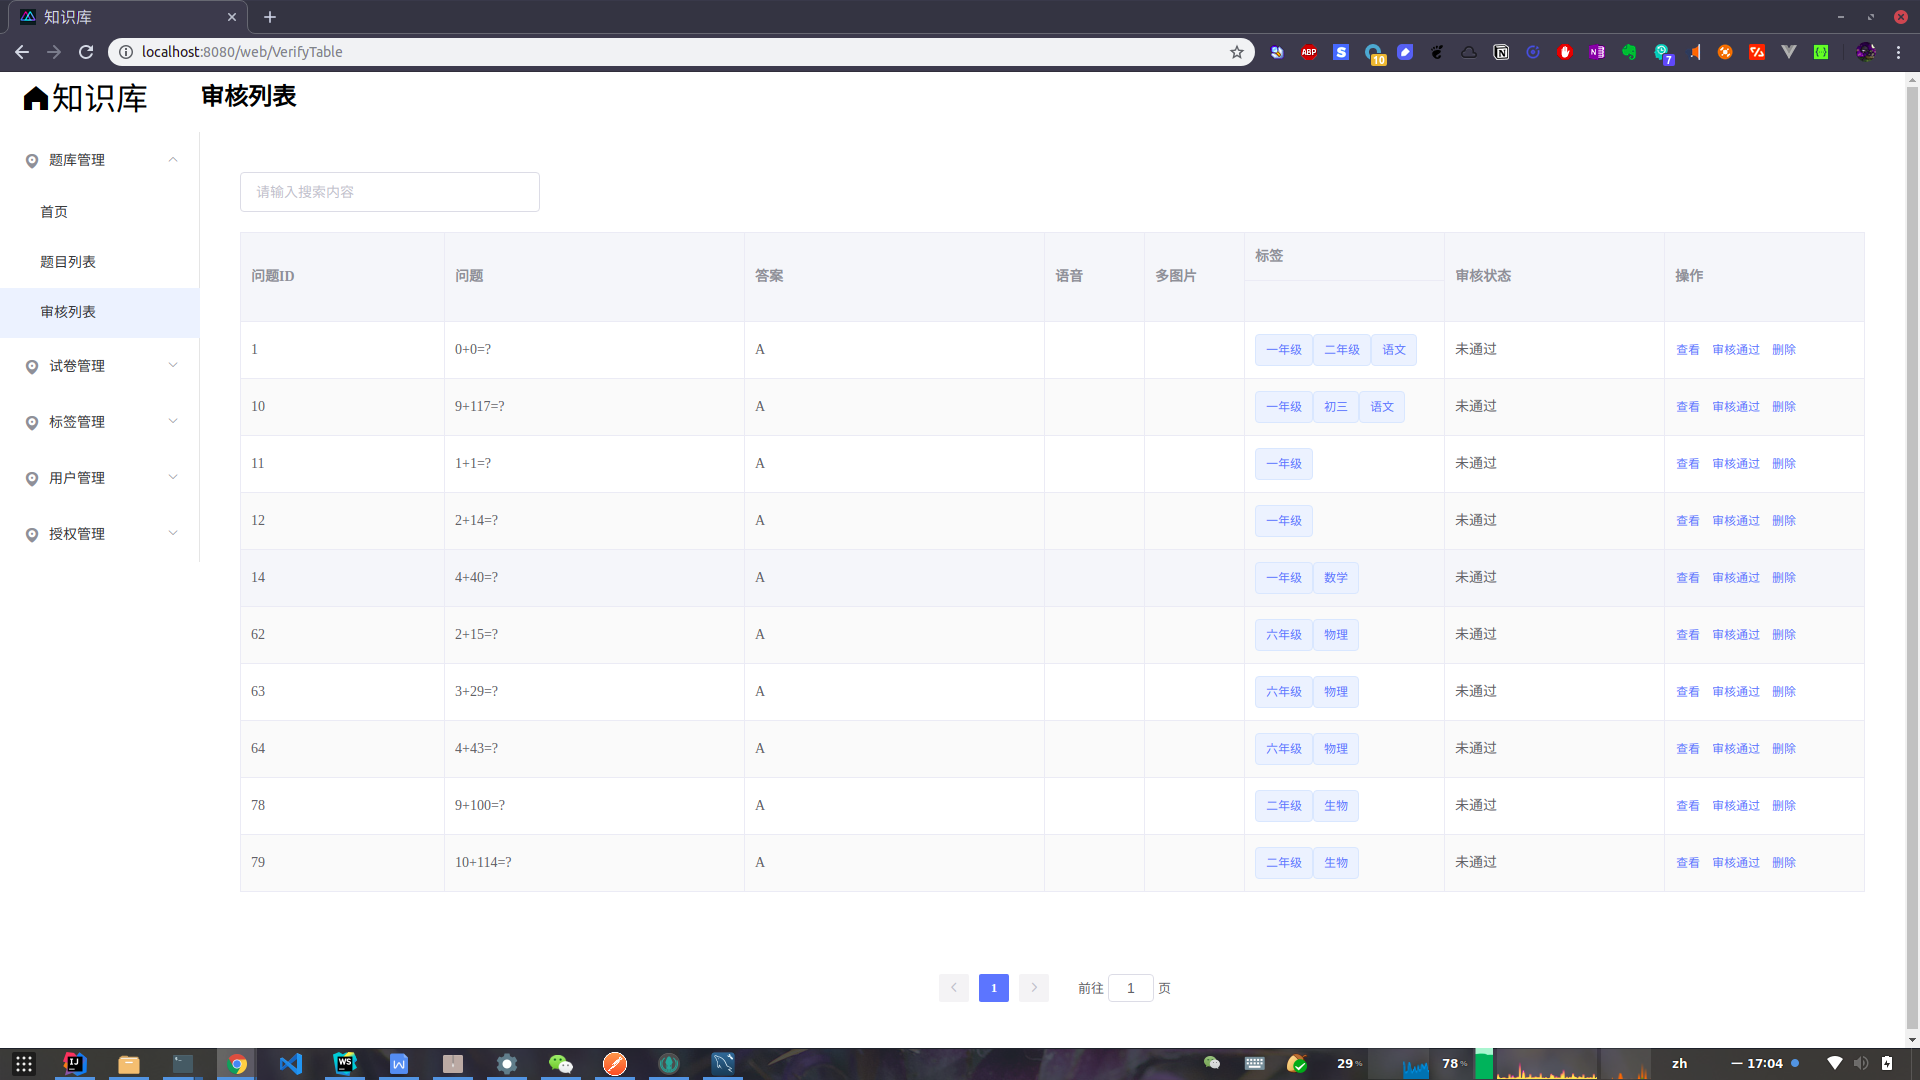 知识库
localhost:8080/web/VerifyTable
ABP
10
7
知识库
审核列表
题库管理
首页
题目列表
审核列表
试卷管理
标签管理
用户管理
授权管理
请输入搜索内容
问题ID 问题 答案 语音 多图片 标签 审核状态 操作
1 0+0=? A 一年级 二年级 语文 未通过 查看 审核通过 删除
10 9+117=? A 一年级 初三 语文 未通过 查看 审核通过 删除
11 1+1=? A 一年级 未通过 查看 审核通过 删除
12 2+14=? A 一年级 未通过 查看 审核通过 删除
14 4+40=? A 一年级 数学 未通过 查看 审核通过 删除
62 2+15=? A 六年级 物理 未通过 查看 审核通过 删除
63 3+29=? A 六年级 物理 未通过 查看 审核通过 删除
64 4+43=? A 六年级 物理 未通过 查看 审核通过 删除
78 9+100=? A 二年级 生物 未通过 查看 审核通过 删除
79 10+114=? A 二年级 生物 未通过 查看 审核通过 删除
1 前往 1 页
IJ
WS
W
29%
78%
zh
一 17:04